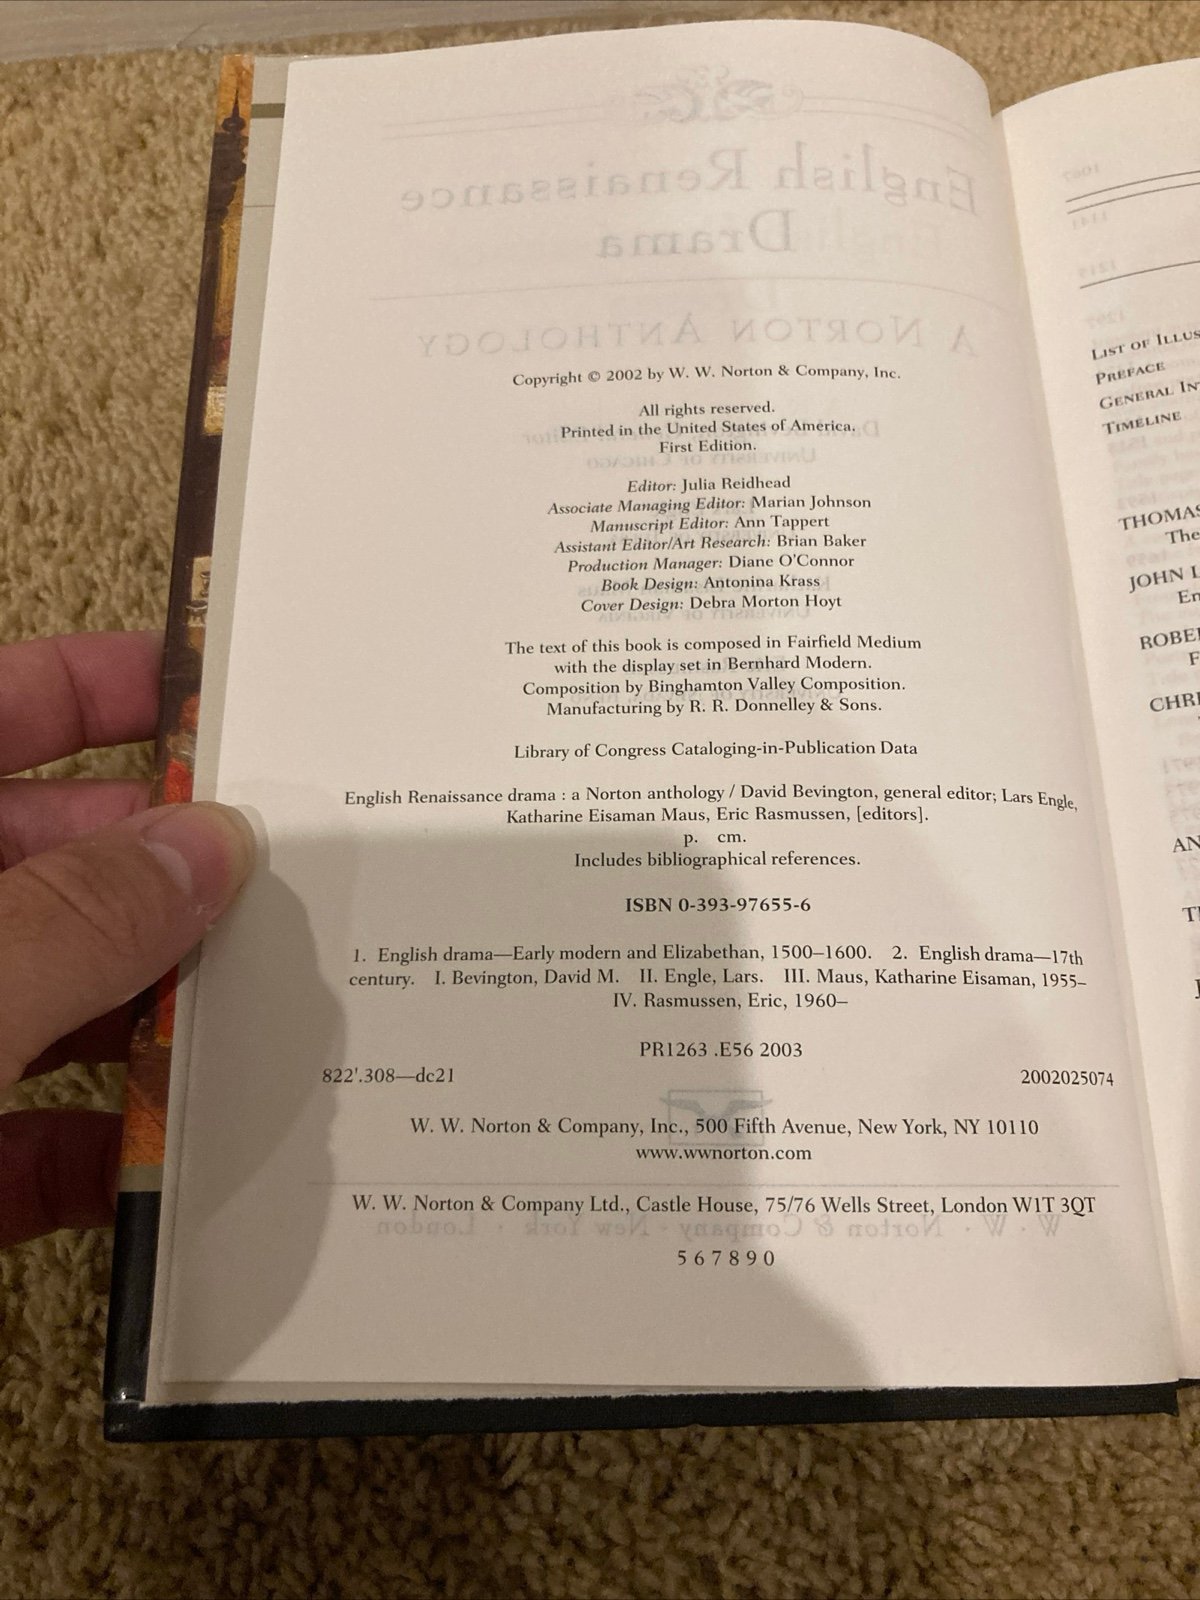 Copyright © 2002 by W. W. Norton & Company, Inc.
All rights reserved.
Printed in the United States of America.
First Edition.
Editor: Julia Reidhead
Associate Managing Editor: Marian Johnson
Manuscript Editor: Ann Tappert
Assistant Editor/Art Research: Brian Baker
Production Manager: Diane O'Connor
Book Design: Antonina Krass
Cover Design: Debra Morton Hoyt
The text of this book is composed in Fairfield Medium
with the display set in Bernhard Modern.
Composition by Binghamton Valley Composition.
Manufacturing by R. R. Donnelley & Sons.
Library of Congress Cataloging-in-Publication Data
English Renaissance drama : a Norton anthology / David Bevington, general editor; Lars Engle,
Katharine Eisaman Maus, Eric Rasmussen, [editors].
p. cm.
Includes bibliographical references.
ISBN 0-393-97655-6
1. English drama—Early modern and Elizabethan, 1500–1600. 2. English drama—17th
century. I. Bevington, David M. II. Engle, Lars. III. Maus, Katharine Eisaman, 1955–
IV. Rasmussen, Eric, 1960–
PR1263 .E56 2003
822'.308—dc21 2002025074
W. W. Norton & Company, Inc., 500 Fifth Avenue, New York, NY 10110
www.wwnorton.com
W. W. Norton & Company Ltd., Castle House, 75/76 Wells Street, London W1T 3QT
5 6 7 8 9 0
LIST OF
PREFACE
GENERAL
TIMELINE
THOMAS
The
JOHN